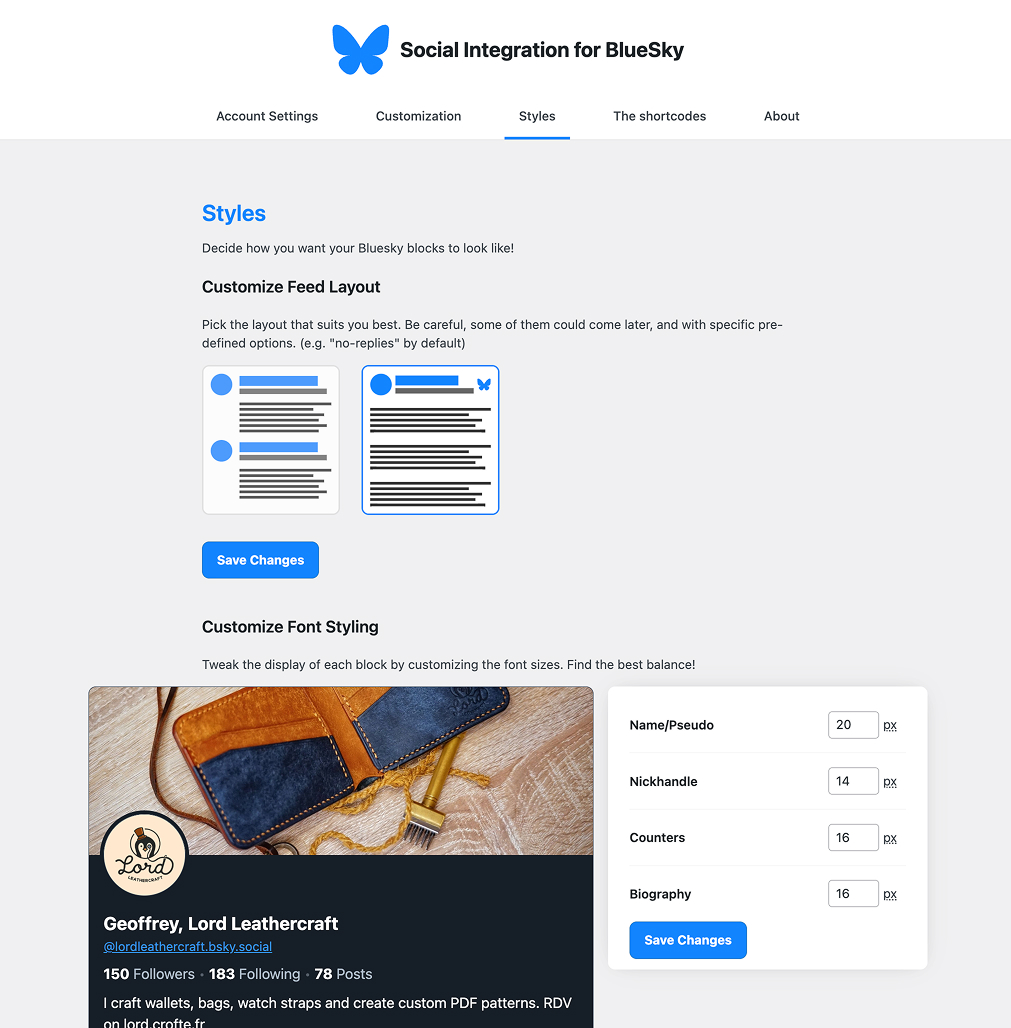 Social Integration for BlueSky
Account Settings
Customization
Styles
The shortcodes
About
Styles
Decide how you want your Bluesky blocks to look like!
Customize Feed Layout
Pick the layout that suits you best. Be careful, some of them could come later, and with specific pre-
defined options. (e.g. "no-replies" by default)
Save Changes
Customize Font Styling
Tweak the display of each block by customizing the font sizes. Find the best balance!
Lord
LEATHERCRAFT
Geoffrey, Lord Leathercraft
@lordleathercraft.bsky.social
150 Followers • 183 Following • 78 Posts
I craft wallets, bags, watch straps and create custom PDF patterns. RDV
on lord.crofte.fr
Name/Pseudo 20 px
Nickhandle 14 px
Counters 16 px
Biography 16 px
Save Changes